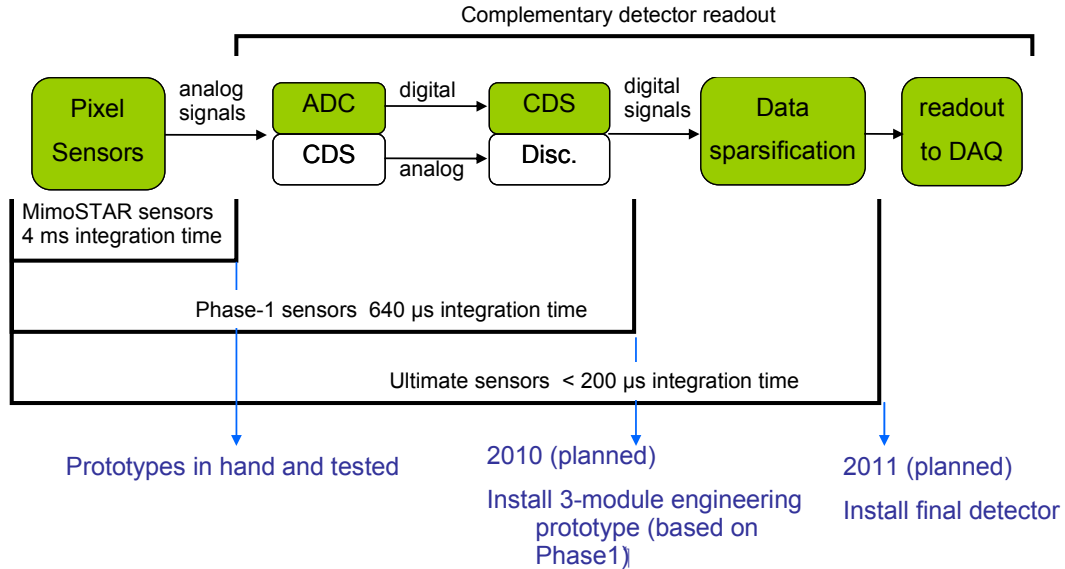 Complementary detector readout
Pixel
Sensors
analog
signals
ADC
CDS
digital
analog
CDS
Disc.
digital
signals
Data
sparsification
readout
to DAQ
MimoSTAR sensors
4 ms integration time
Phase-1 sensors 640 µs integration time
Ultimate sensors < 200 µs integration time
Prototypes in hand and tested
2010 (planned)
Install 3-module engineering
prototype (based on
Phase1)
2011 (planned)
Install final detector